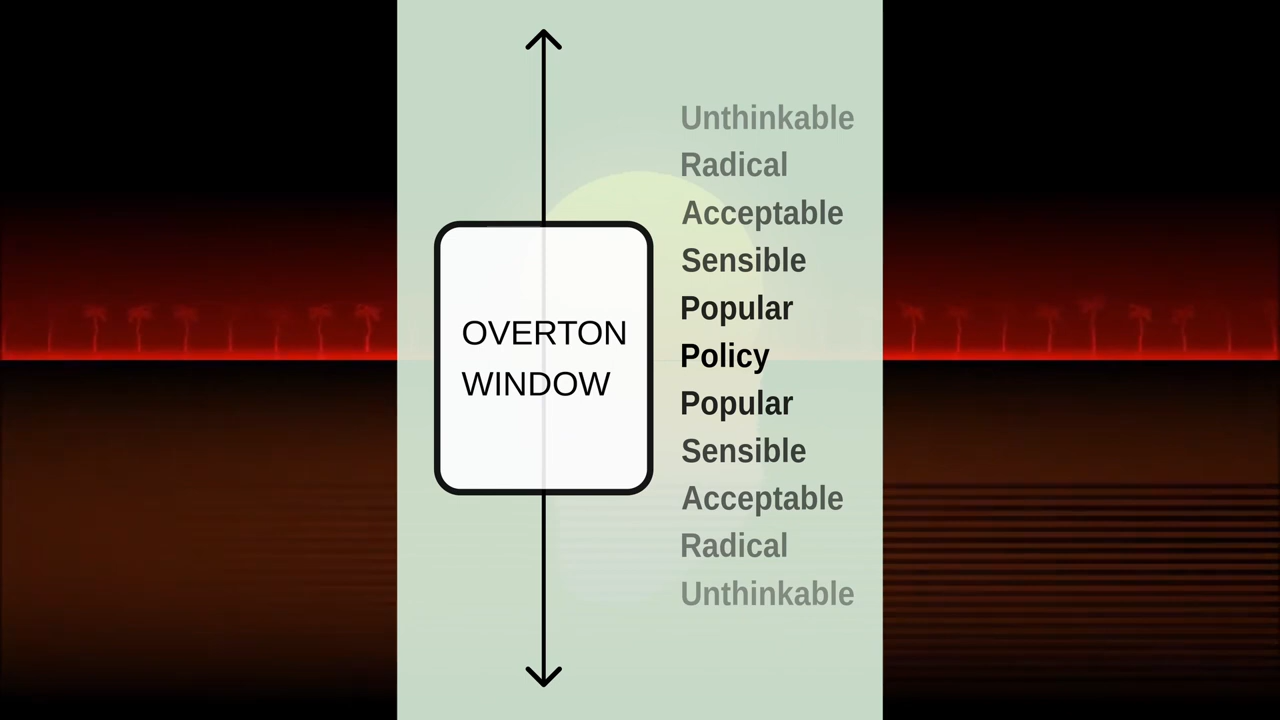 OVERTON
WINDOW
Unthinkable
Radical
Acceptable
Sensible
Popular
Policy
Popular
Sensible
Acceptable
Radical
Unthinkable